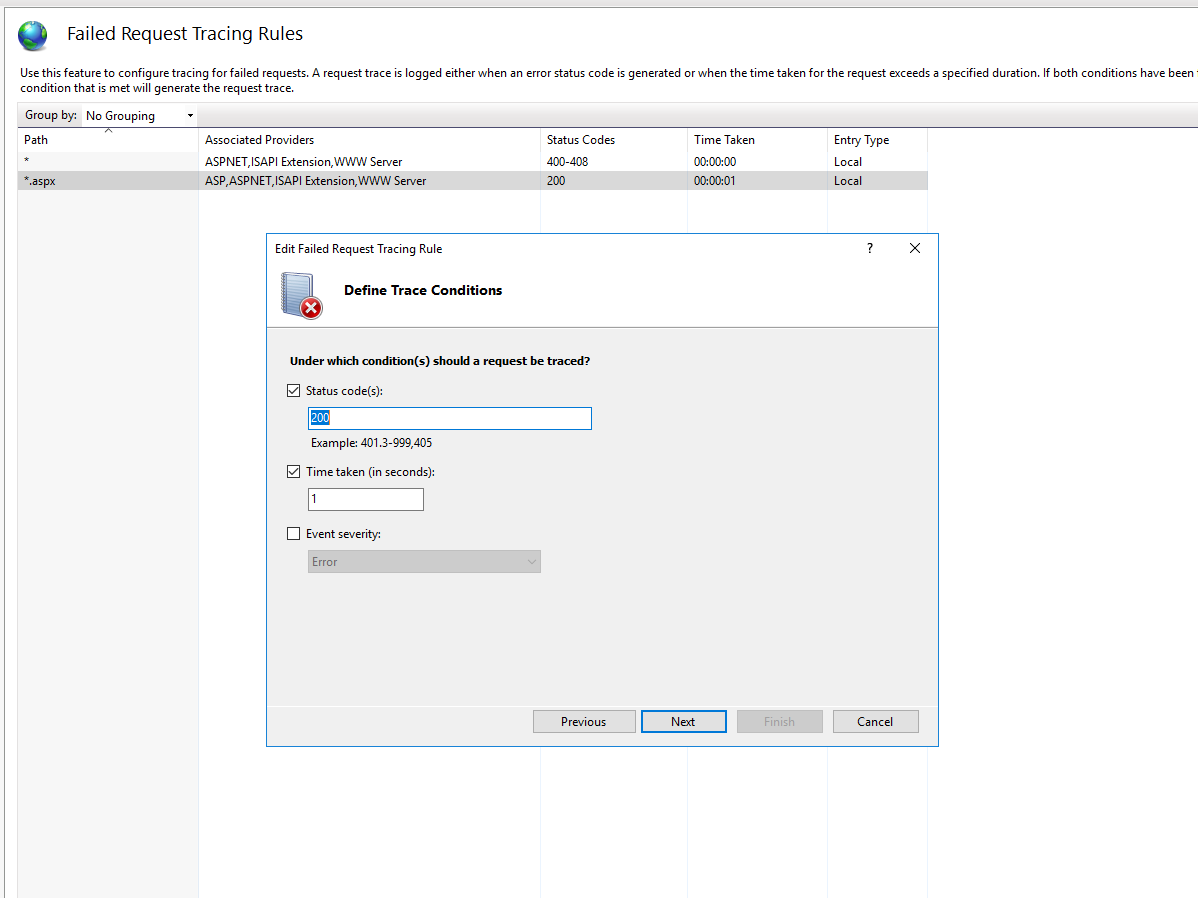 Failed Request Tracing Rules
Use this feature to configure tracing for failed requests. A request trace is logged either when an error status code is generated or when the time taken for the request exceeds a specified duration. If both conditions have been
condition that is met will generate the request trace.
Group by: No Grouping
Path Associated Providers Status Codes Time Taken Entry Type
* ASPNET,ISAPI Extension,WWW Server 400-408 00:00:00 Local
*.aspx ASP,ASPNET,ISAPI Extension,WWW Server 200 00:00:01 Local
Edit Failed Request Tracing Rule ?
Define Trace Conditions
Under which condition(s) should a request be traced?
Status code(s):
200
Example: 401.3-999,405
Time taken (in seconds):
1
Event severity:
Error
Previous Next Finish Cancel